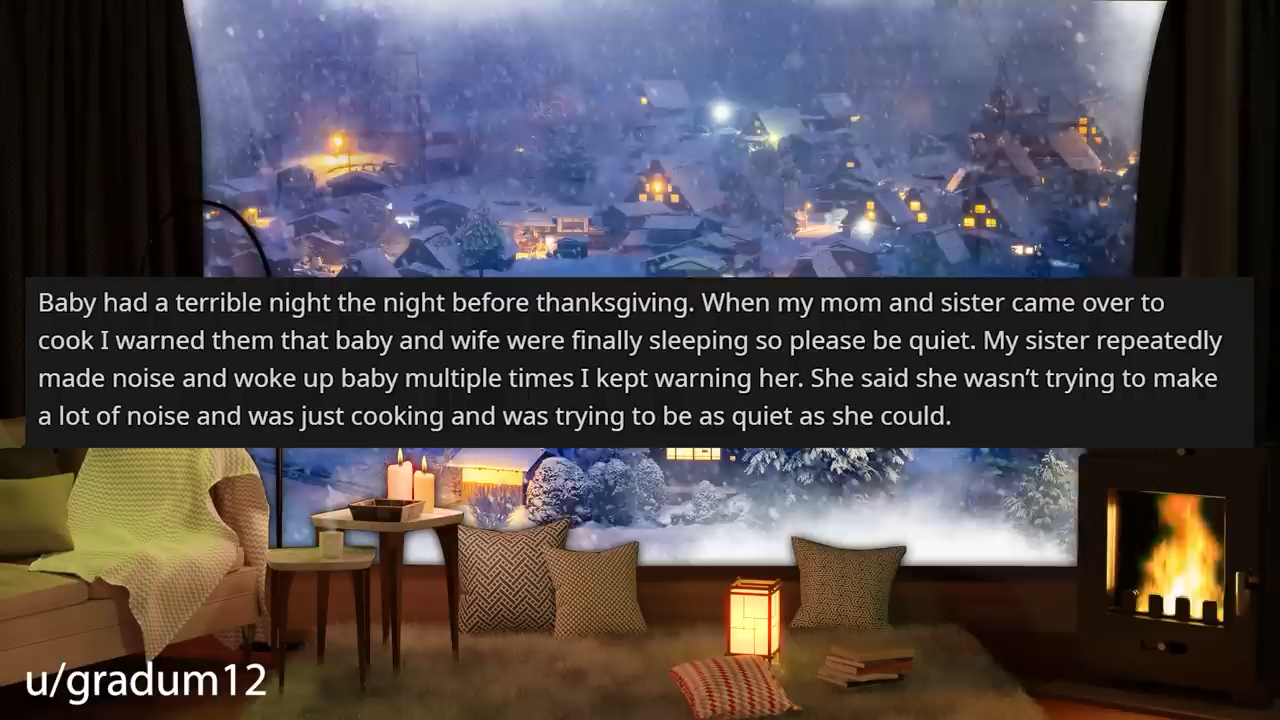 Baby had a terrible night the night before thanksgiving. When my mom and sister came over to
cook I warned them that baby and wife were finally sleeping so please be quiet. My sister repeatedly
made noise and woke up baby multiple times I kept warning her. She said she wasn’t trying to make
a lot of noise and was just cooking and was trying to be as quiet as she could.
u/gradum12